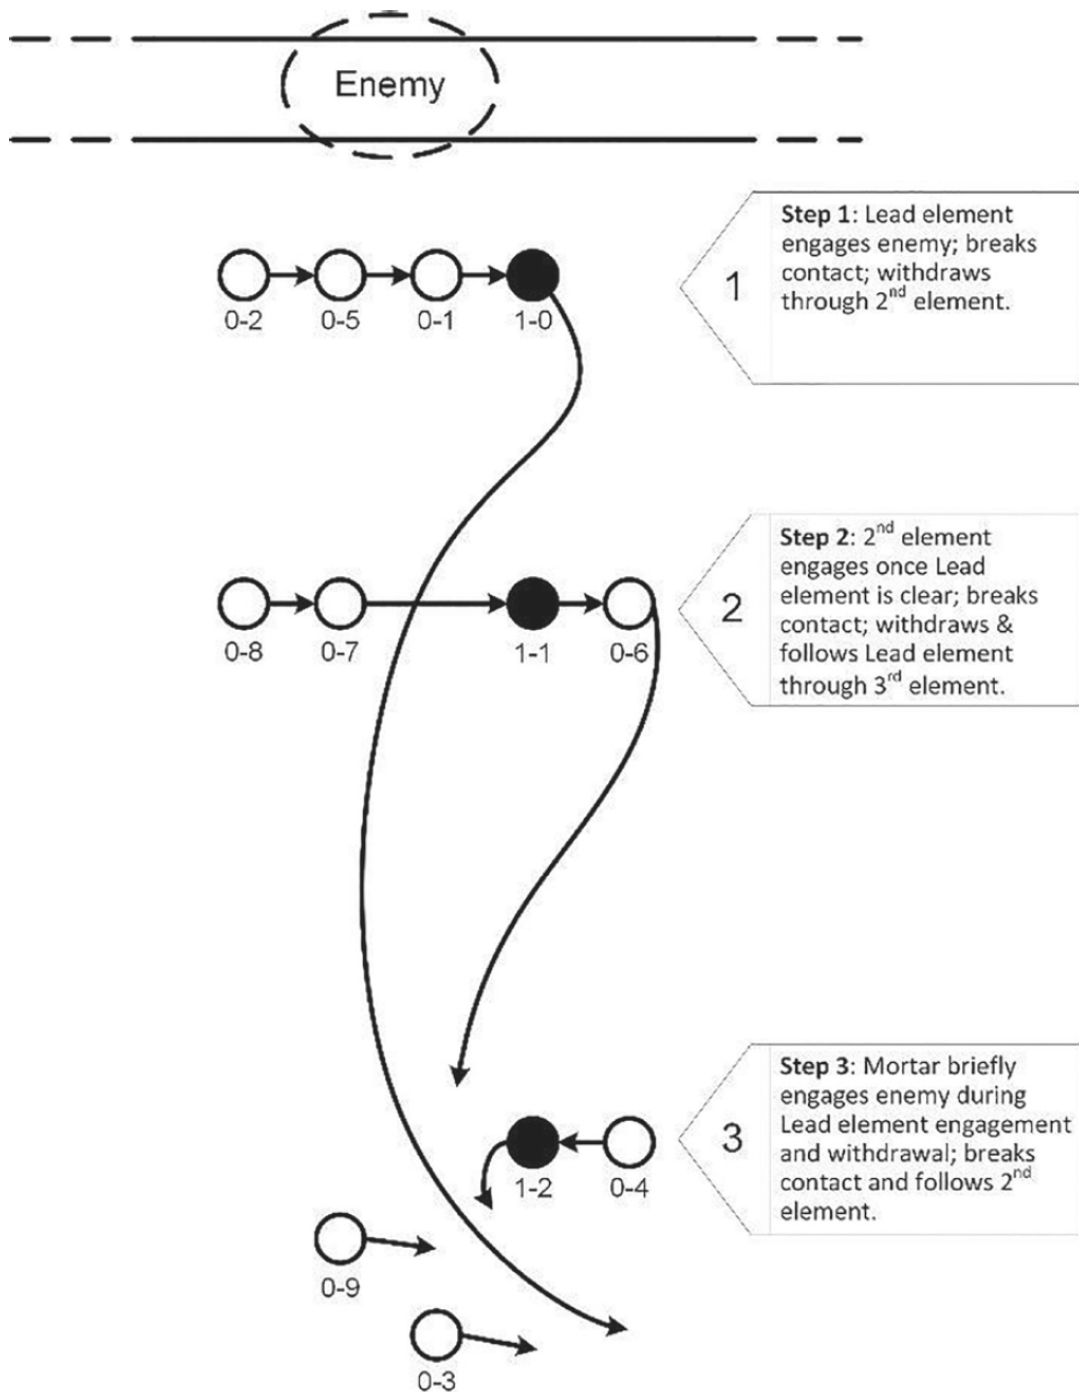 Enemy
Step 1: Lead element
engages enemy; breaks
contact; withdraws
through 2nd element.
1
0-2 0-5 0-1 1-0
Step 2: 2nd element
engages once Lead
element is clear; breaks
contact; withdraws &
follows Lead element
through 3rd element.
2
0-8 0-7 1-1 0-6
Step 3: Mortar briefly
engages enemy during
Lead element engagement
and withdrawal; breaks
contact and follows 2nd
element.
3
1-2 0-4
0-9
0-3